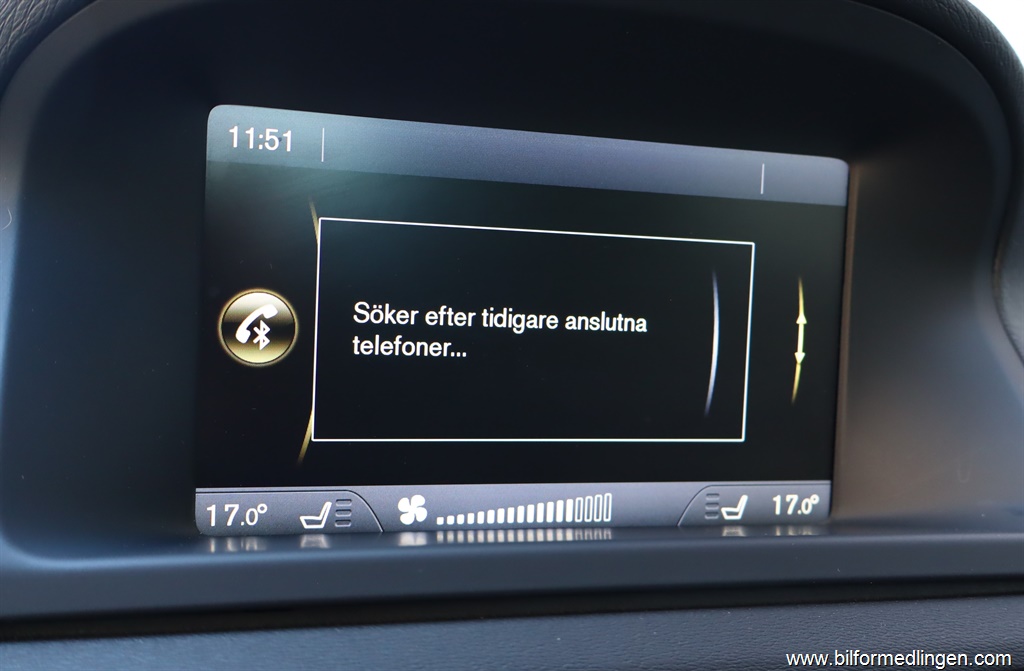 11:51
Söker efter tidigare anslutna
telefoner...
17.0° 17.0°
www.bilformedlingen.com